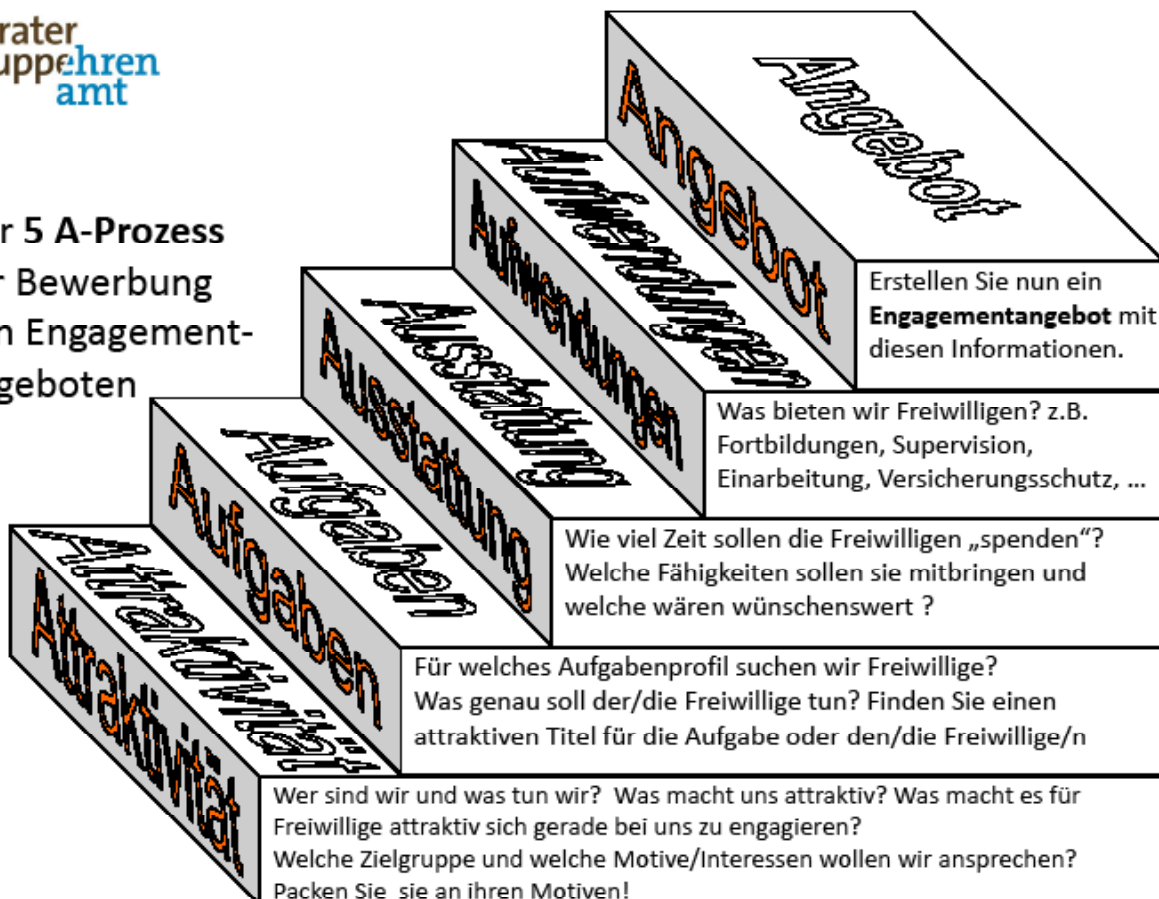 rater
uppehren
amt
r 5 A-Prozess
r Bewerbung
n Engagement-
geboten
Angebot
Angebot
Erstellen Sie nun ein
Engagementangebot mit
diesen Informationen.
Aufwendungen
Aufwendungen
Was bieten wir Freiwilligen? z.B.
Fortbildungen, Supervision,
Einarbeitung, Versicherungsschutz, ...
Ausstattung
Ausstattung
Wie viel Zeit sollen die Freiwilligen „spenden“?
Welche Fähigkeiten sollen sie mitbringen und
welche wären wünschenswert ?
Aufgaben
Aufgaben
Für welches Aufgabenprofil suchen wir Freiwillige?
Was genau soll der/die Freiwillige tun? Finden Sie einen
attraktiven Titel für die Aufgabe oder den/die Freiwillige/n
Attraktivität
Attraktivität
Wer sind wir und was tun wir?  Was macht uns attraktiv? Was macht es für
Freiwillige attraktiv sich gerade bei uns zu engagieren?
Welche Zielgruppe und welche Motive/Interessen wollen wir ansprechen?
Packen Sie  sie an ihren Motiven!